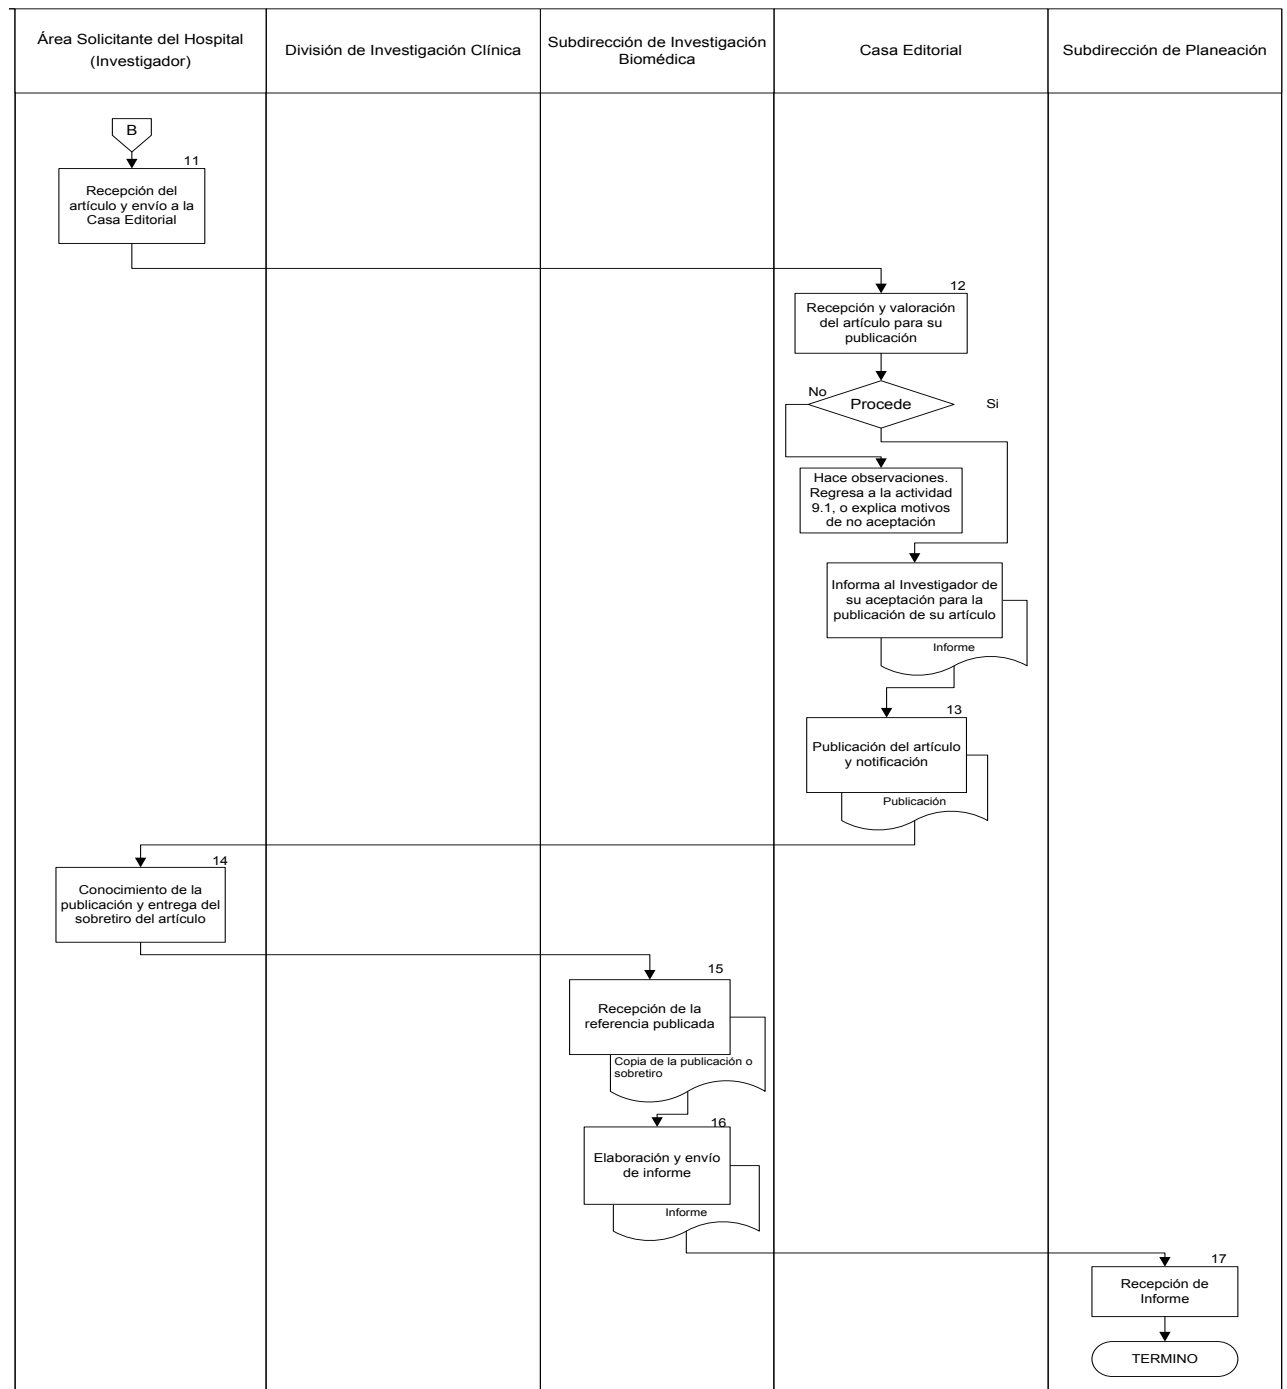 Área Solicitante del Hospital
(Investigador)
División de Investigación Clínica
Subdirección de Investigación
Biomédica
Casa Editorial
Subdirección de Planeación
B
11
Recepción del
artículo y envío a la
Casa Editorial
12
Recepción y valoración
del artículo para su
publicación
No
Procede
Si
Hace observaciones.
Regresa a la actividad
9.1, o explica motivos
de no aceptación
Informa al Investigador de
su aceptación para la
publicación de su artículo
Informe
13
Publicación del artículo
y notificación
Publicación
14
Conocimiento de la
publicación y entrega del
sobretiro del artículo
15
Recepción de la
referencia publicada
Copia de la publicación o
sobretiro
16
Elaboración y envío
de informe
Informe
17
Recepción de
Informe
TERMINO